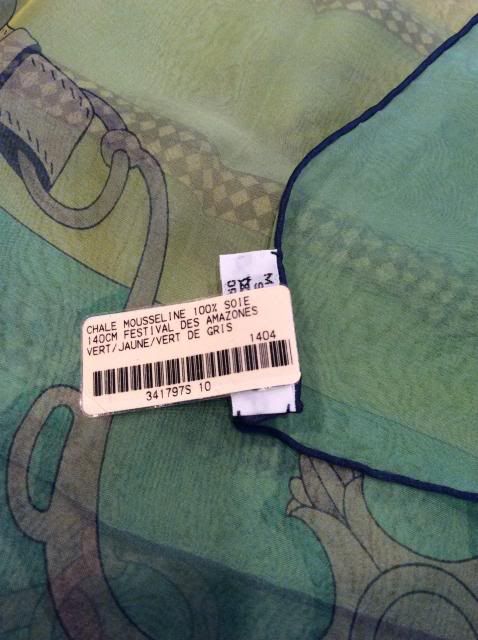 CHALE MOUSSELINE 100% SOIE
140CM FESTIVAL DES AMAZONES
VERT/JAUNE/VERT DE GRIS
1404
341797S 10